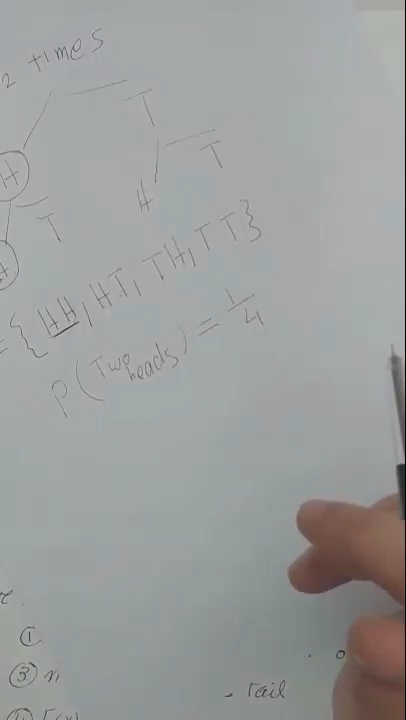 2 times
T
H
H T
T
H
= {HH, HT, TH, TT}
P(Two heads) = 1/4
①
③
- Tail